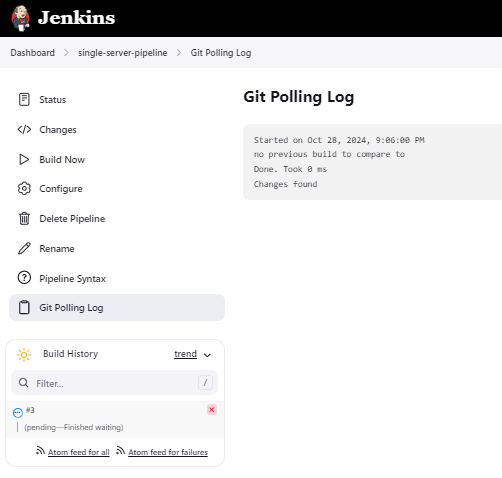 Jenkins
Dashboard > single-server-pipeline > Git Polling Log
Status
Changes
Build Now
Configure
Delete Pipeline
Rename
Pipeline Syntax
Git Polling Log
Git Polling Log
Started on Oct 28, 2024, 9:06:00 PM
no previous build to compare to
Done. Took 0 ms
Changes found
Build History
trend
Filter...
/
#3
(pending—Finished waiting)
Atom feed for all
Atom feed for failures